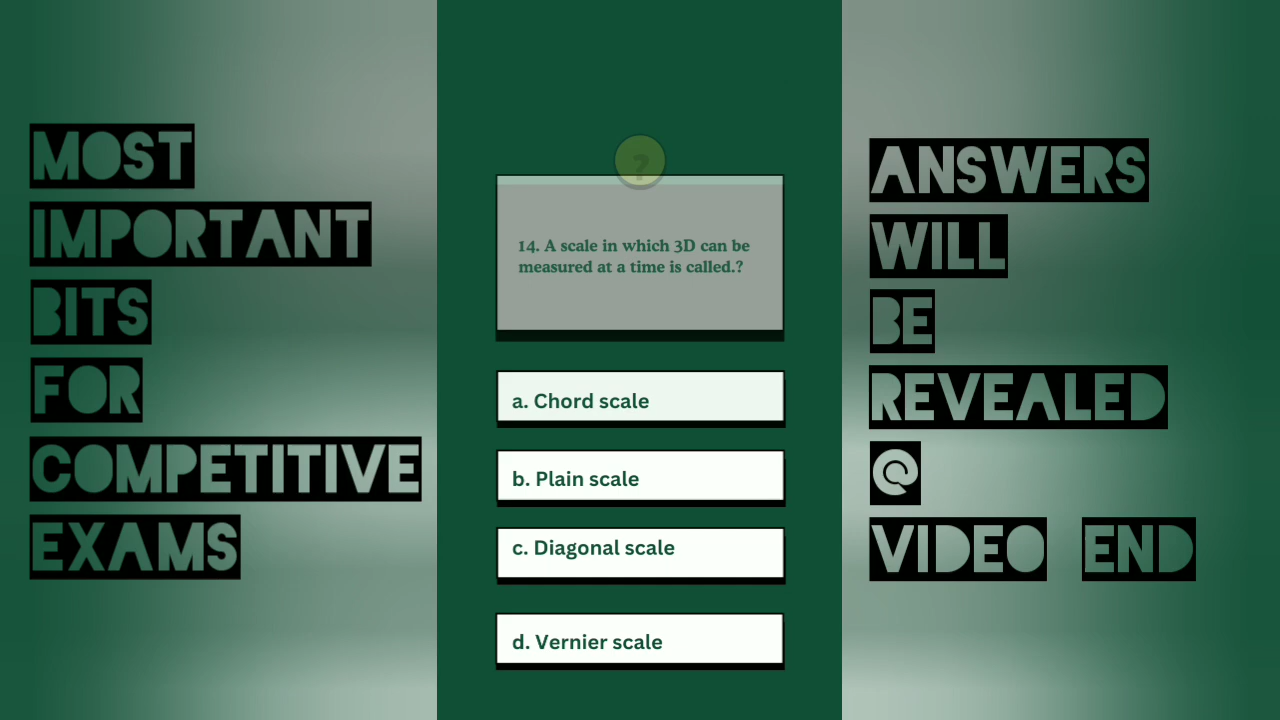 MOST
IMPORTANT
BITS
FOR
COMPETITIVE
EXAMS
?
14. A scale in which 3D can be
measured at a time is called.?
a. Chord scale
b. Plain scale
c. Diagonal scale
d. Vernier scale
ANSWERS
WILL
BE
REVEALED
@
VIDEO END